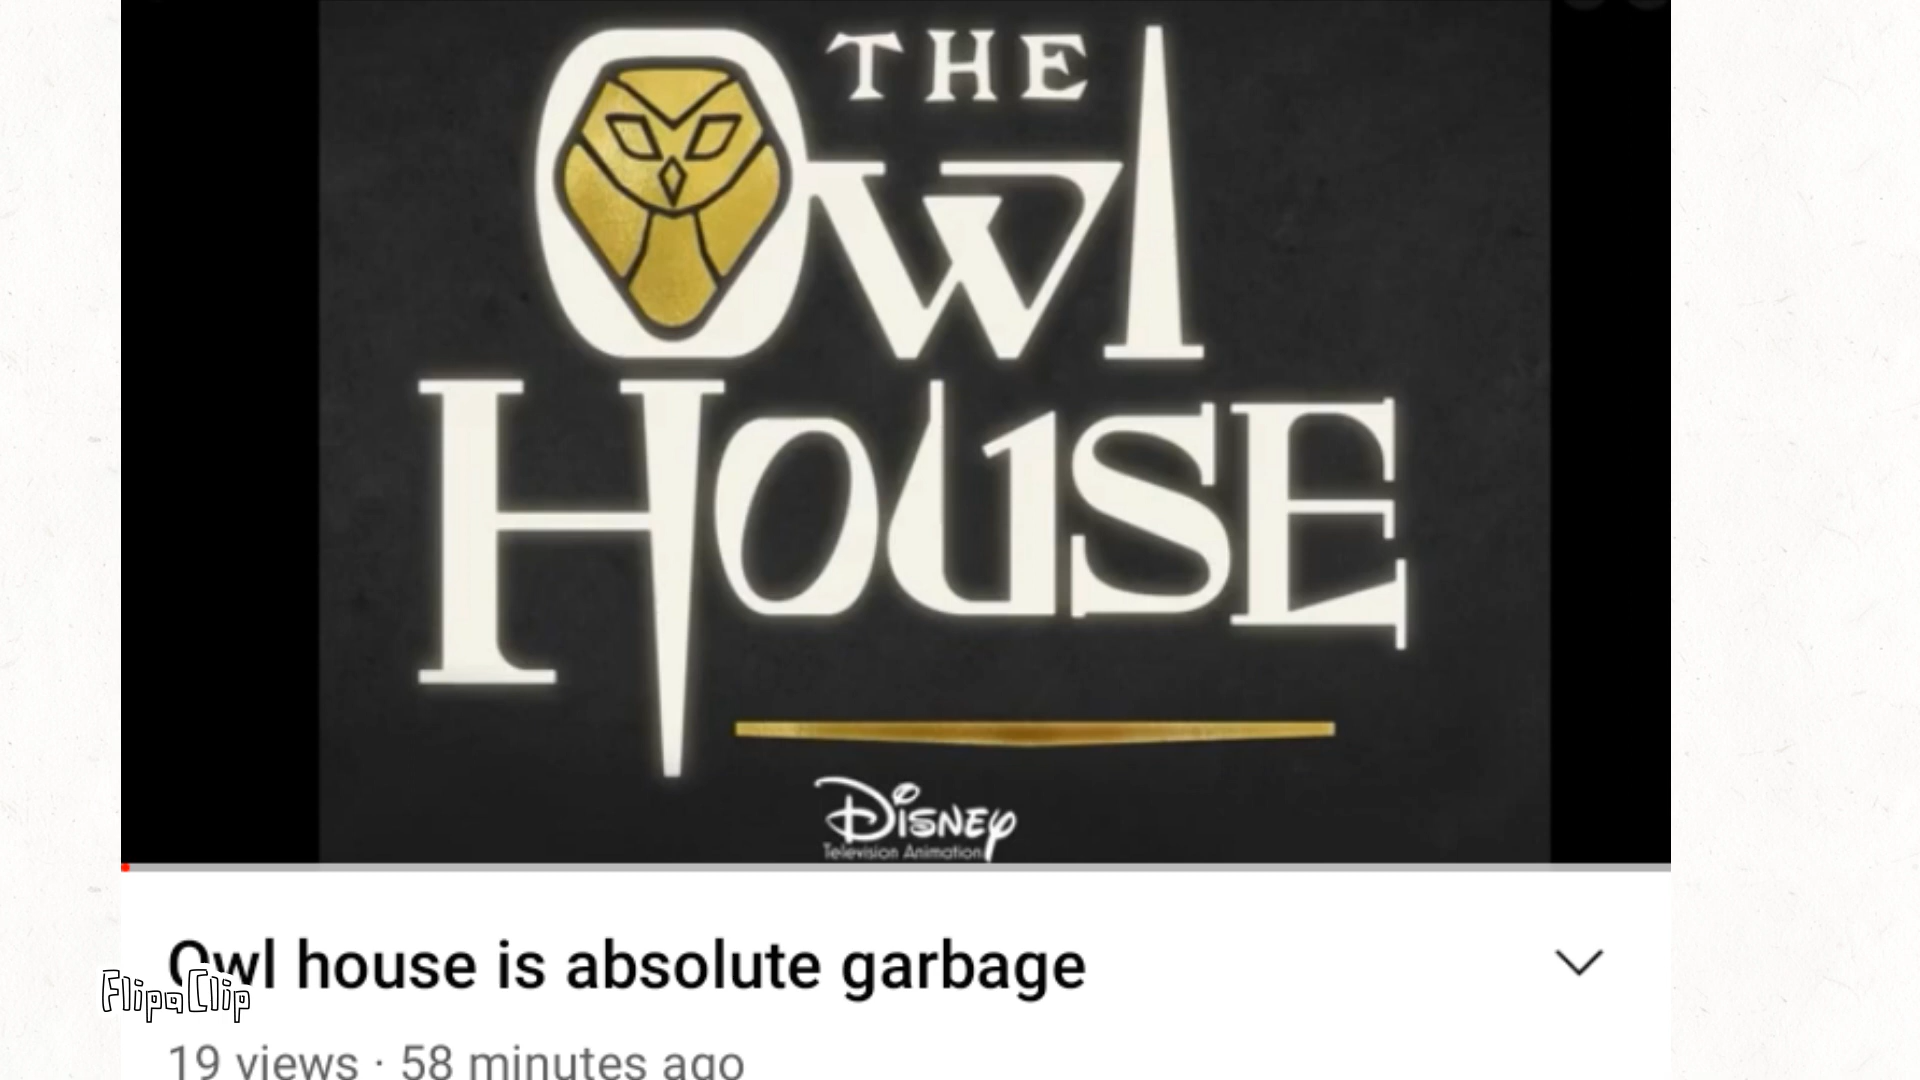 THE
Owl
HOUSE
Disney
Television Animation
Owl house is absolute garbage
FlipaClip
19 views · 58 minutes ago